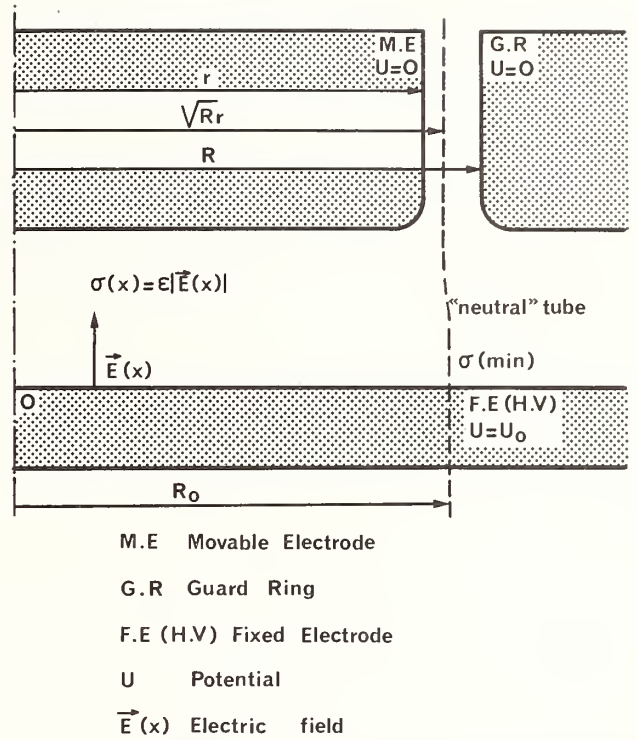 M.E
U=O
G.R
U=O
r
√Rr
R
σ(x)=ε|E⃗(x)|
"neutral" tube
E⃗(x)
σ(min)
O
F.E(H.V)
U=U₀
R₀
M.E Movable Electrode
G.R Guard Ring
F.E (H.V) Fixed Electrode
U Potential
E⃗(x) Electric field